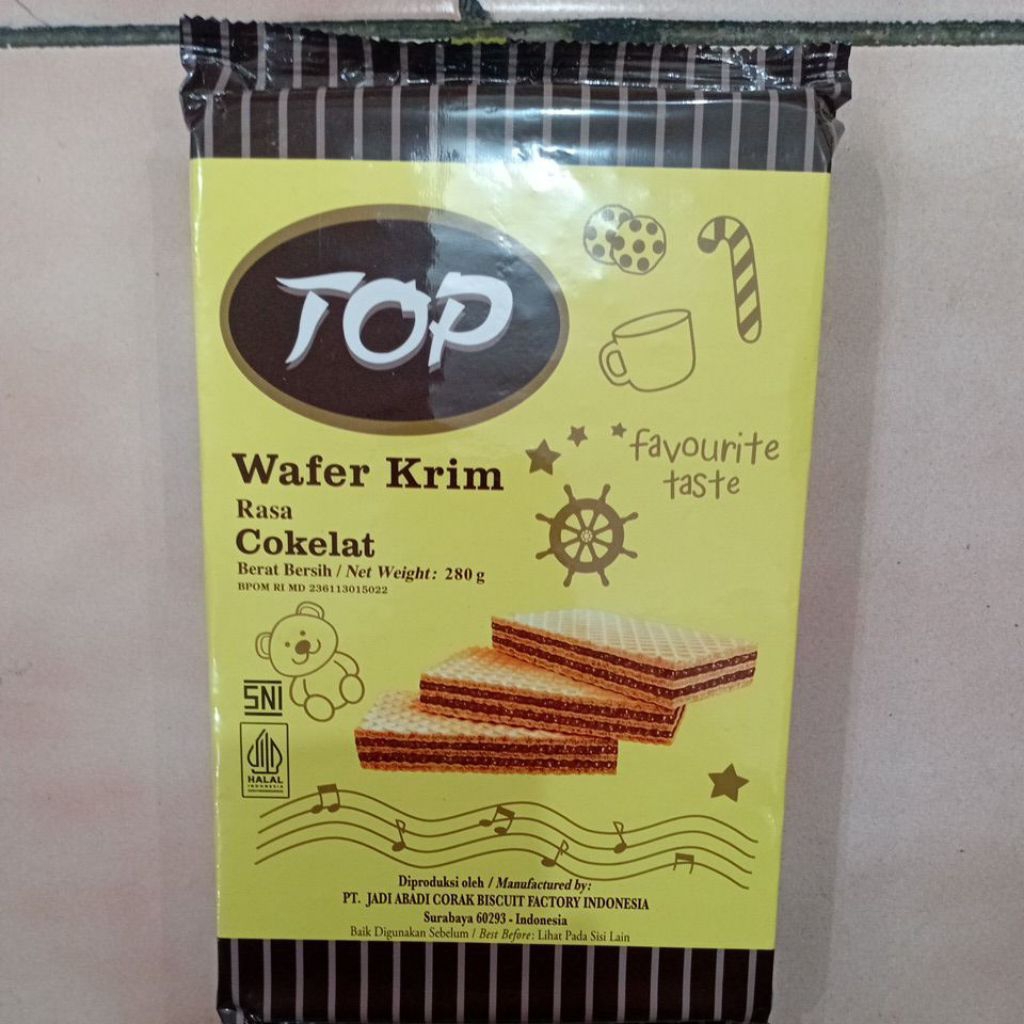 TOP
favourite
taste
Wafer Krim
Rasa
Cokelat
Berat Bersih / Net Weight: 280 g
BPOM RI MD 236113015022
SNI
HALAL
INDONESIA
Diproduksi oleh / Manufactured by:
PT. JADI ABADI CORAK BISCUIT FACTORY INDONESIA
Surabaya 60293 - Indonesia
Baik Digunakan Sebelum / Best Before: Lihat Pada Sisi Lain